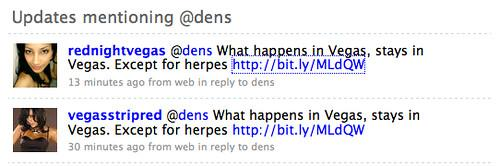 Updates mentioning @dens
rednightvegas @dens What happens in Vegas, stays in
Vegas. Except for herpes http://bit.ly/MLdQW
13 minutes ago from web in reply to dens
vegasstripred @dens What happens in Vegas, stays in
Vegas. Except for herpes http://bit.ly/MLdQW
30 minutes ago from web in reply to dens